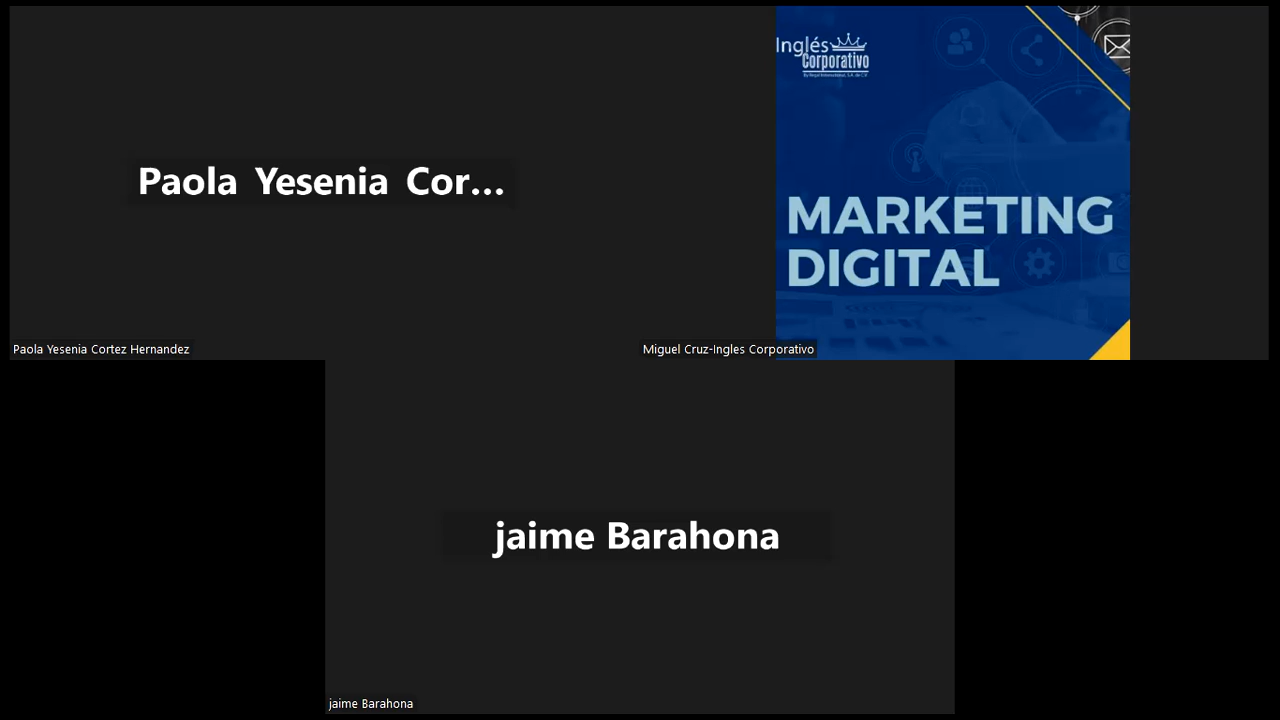 Paola Yesenia Cor...
Paola Yesenia Cortez Hernandez
Inglés
Corporativo
MARKETING
DIGITAL
Miguel Cruz-Ingles Corporativo
jaime Barahona
jaime Barahona